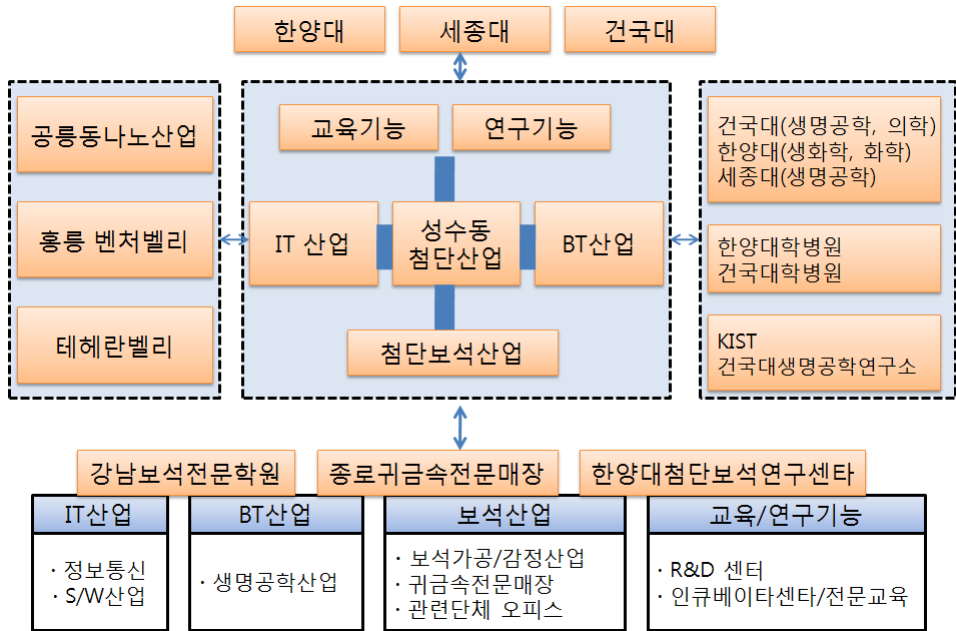 한양대
세종대
건국대
공릉동나노산업
홍릉 벤처벨리
테헤란벨리
교육기능
연구기능
IT 산업
성수동
첨단산업
BT산업
첨단보석산업
건국대(생명공학, 의학)
한양대(생화학, 화학)
세종대(생명공학)
한양대학병원
건국대학병원
KIST
건국대생명공학연구소
강남보석전문학원
종로귀금속전문매장
한양대첨단보석연구센타
IT산업
· 정보통신
· S/W산업
BT산업
· 생명공학산업
보석산업
· 보석가공/감정산업
· 귀금속전문매장
· 관련단체 오피스
교육/연구기능
· R&D 센터
· 인큐베이타센타/전문교육